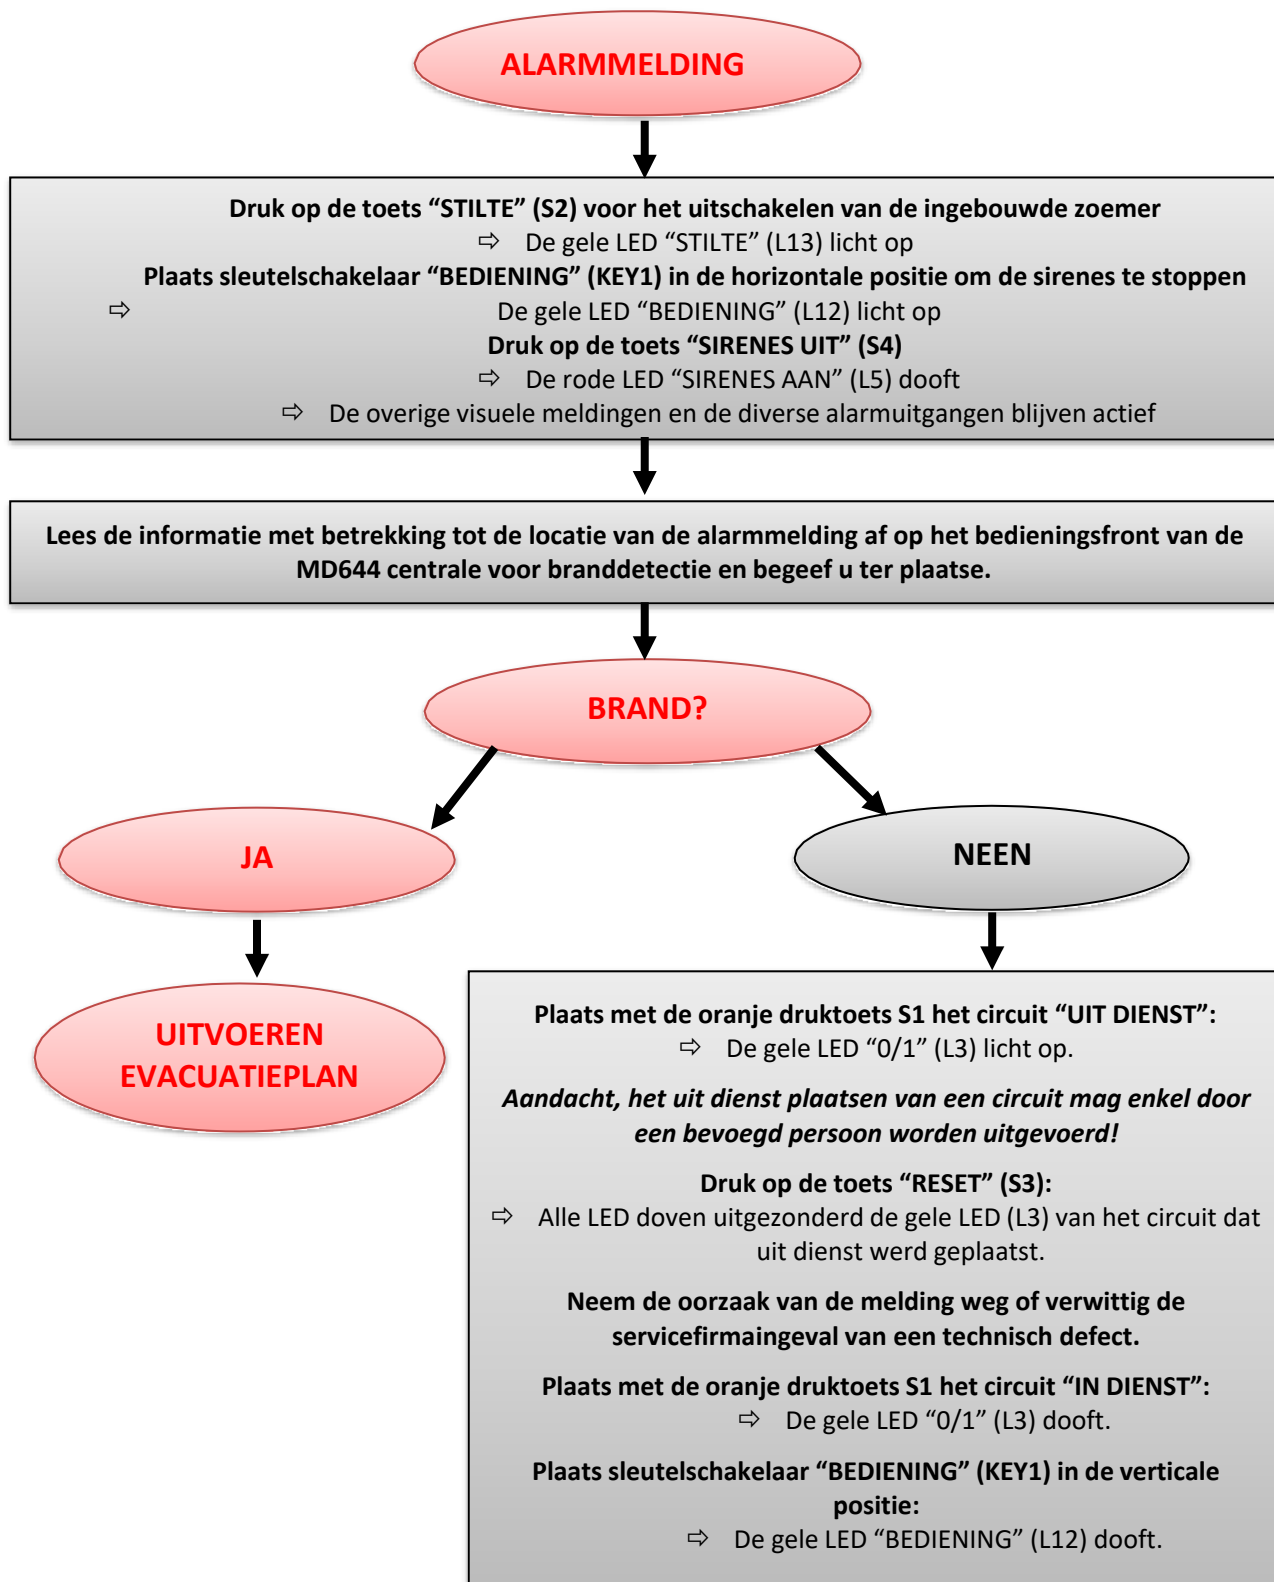 ALARMMELDING
Druk op de toets “STILTE” (S2) voor het uitschakelen van de ingebouwde zoemer
⇨ De gele LED “STILTE” (L13) licht op
Plaats sleutelschakelaar “BEDIENING” (KEY1) in de horizontale positie om de sirenes te stoppen
⇨ De gele LED “BEDIENING” (L12) licht op
Druk op de toets “SIRENES UIT” (S4)
⇨ De rode LED “SIRENES AAN” (L5) dooft
⇨ De overige visuele meldingen en de diverse alarmuitgangen blijven actief
Lees de informatie met betrekking tot de locatie van de alarmmelding af op het bedieningsfront van de
MD644 centrale voor branddetectie en begeef u ter plaatse.
BRAND?
JA
NEEN
UITVOEREN
EVACUATIEPLAN
Plaats met de oranje druktoets S1 het circuit “UIT DIENST”:
⇨ De gele LED “0/1” (L3) licht op.
Aandacht, het uit dienst plaatsen van een circuit mag enkel door
een bevoegd persoon worden uitgevoerd!
Druk op de toets “RESET” (S3):
⇨ Alle LED doven uitgezonderd de gele LED (L3) van het circuit dat
uit dienst werd geplaatst.
Neem de oorzaak van de melding weg of verwittig de
servicefirmaingeval van een technisch defect.
Plaats met de oranje druktoets S1 het circuit “IN DIENST”:
⇨ De gele LED “0/1” (L3) dooft.
Plaats sleutelschakelaar “BEDIENING” (KEY1) in de verticale
positie:
⇨ De gele LED “BEDIENING” (L12) dooft.